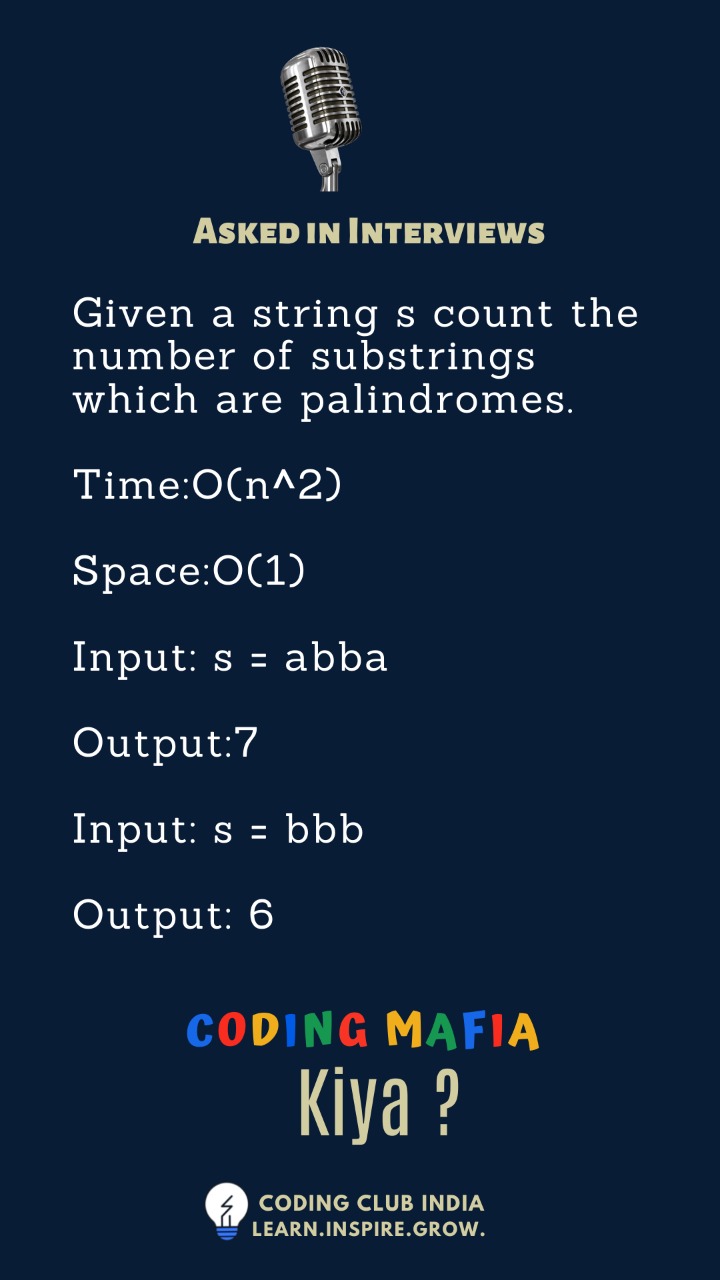 Asked in Interviews
Given a string s count the
number of substrings
which are palindromes.
Time:O(n^2)
Space:O(1)
Input: s = abba
Output:7
Input: s = bbb
Output: 6
CODING MAFIA
Kiya ?
CODING CLUB INDIA
LEARN.INSPIRE.GROW.